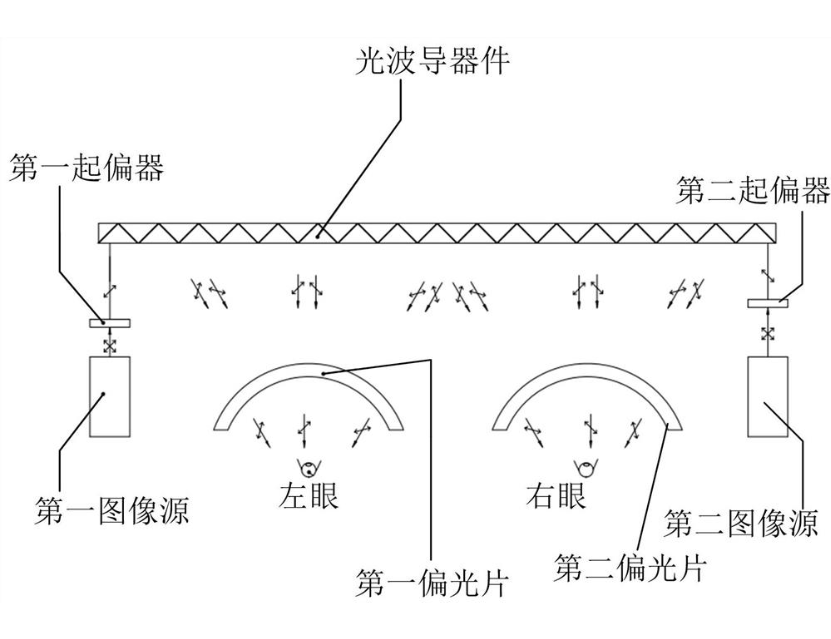 光波导器件
第一起偏器
第二起偏器
左眼
右眼
第一图像源
第二图像源
第一偏光片
第二偏光片